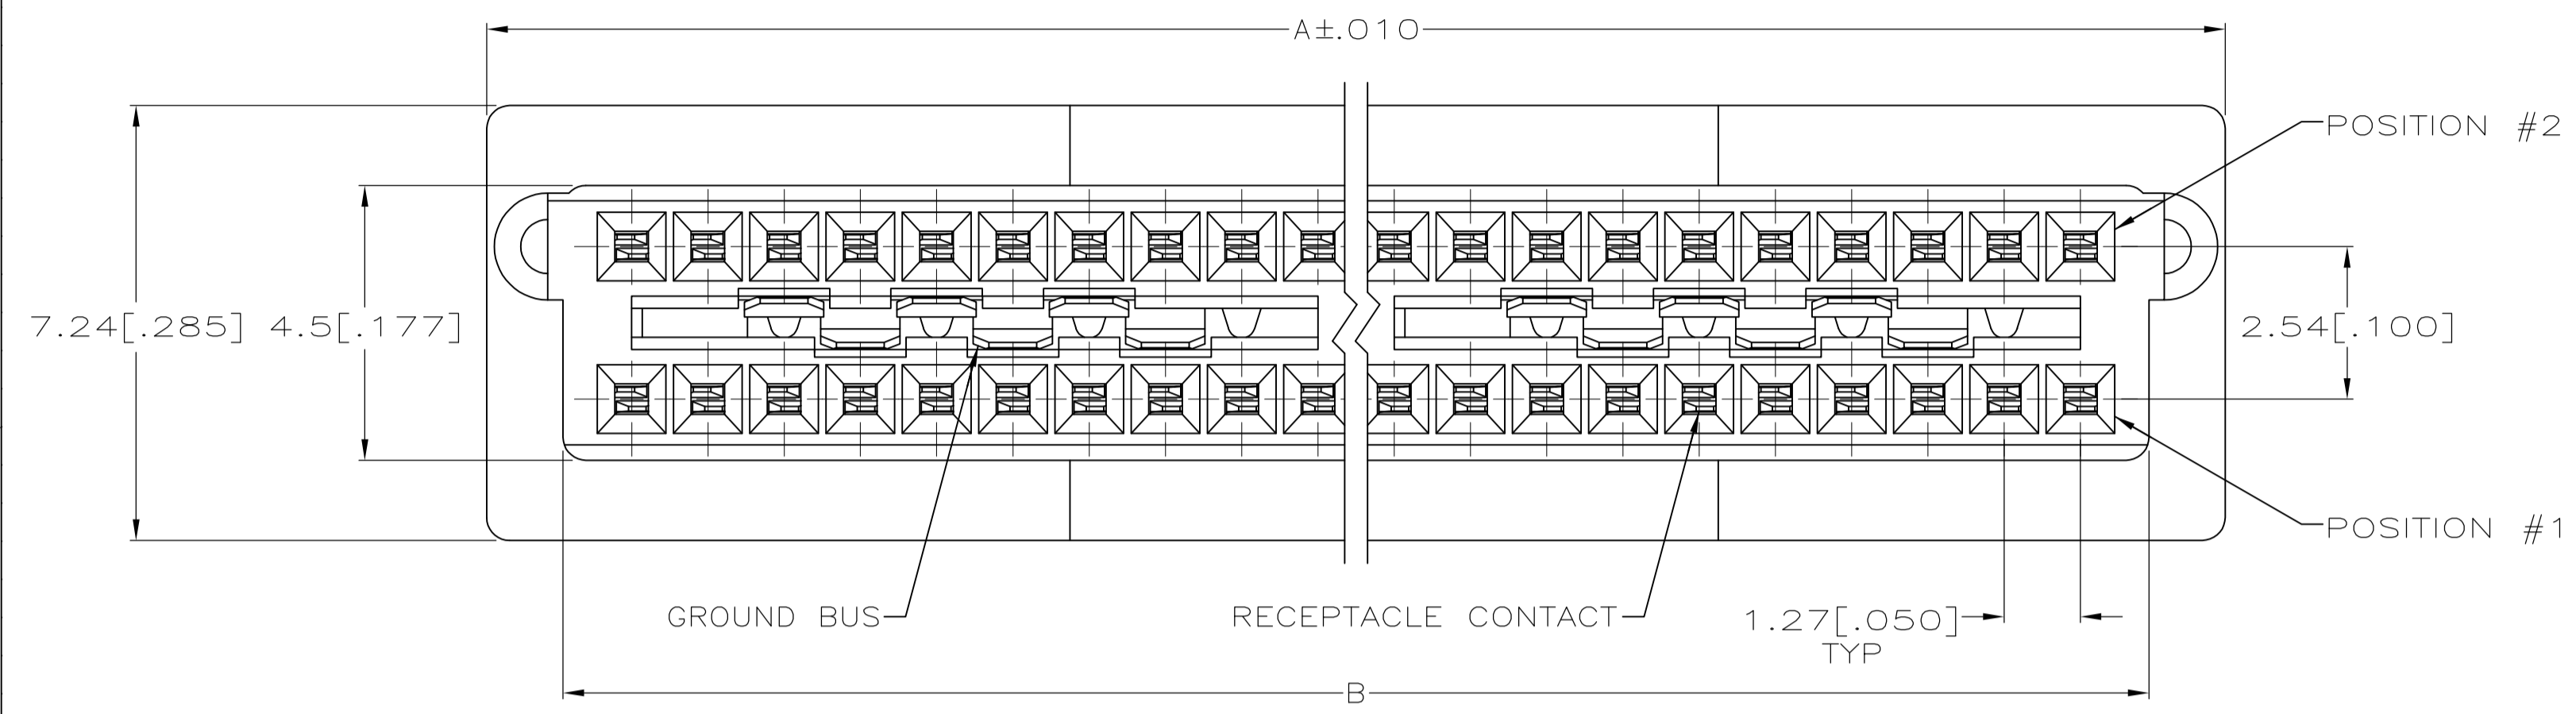 A±.010
POSITION #2
7.24[.285]
4.5[.177]
2.54[.100]
POSITION #1
GROUND BUS
RECEPTACLE CONTACT
1.27[.050]
TYP
B